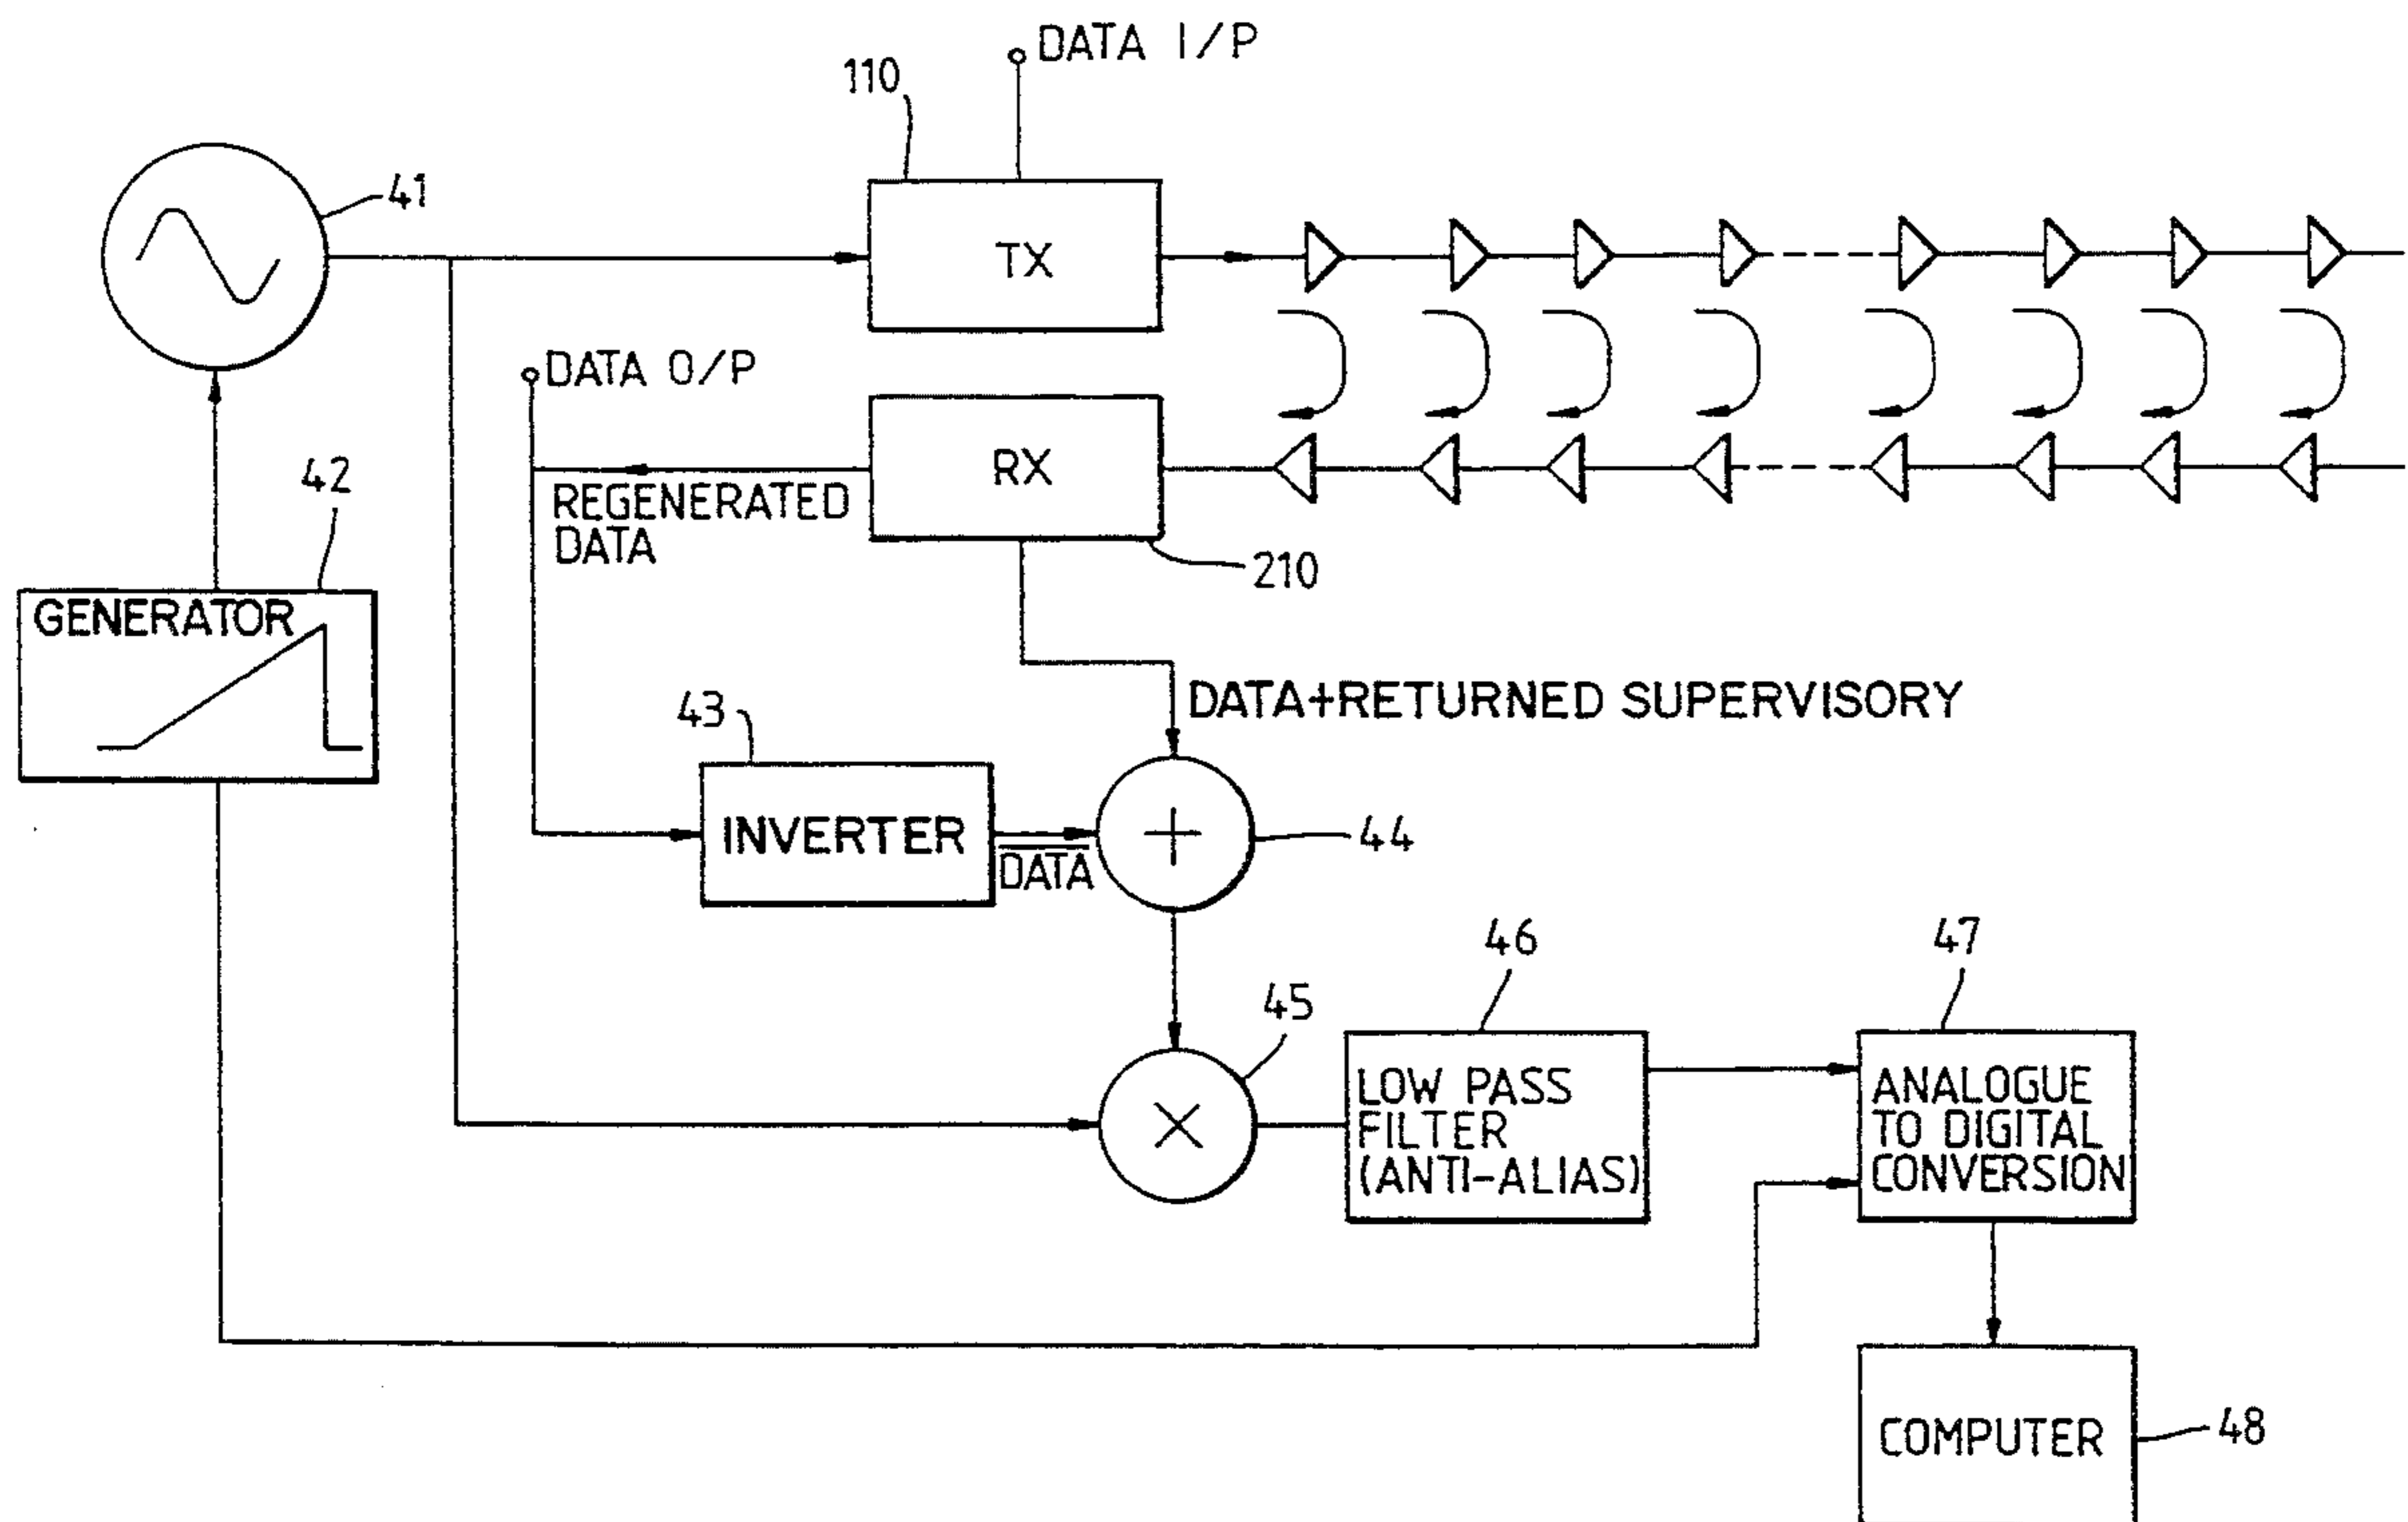 DATA I/P
110
41
TX
DATA O/P
42
RX
REGENERATED
DATA
210
GENERATOR
DATA+RETURNED SUPERVISORY
43
INVERTER
DATA
44
46
47
45
LOW PASS
FILTER
(ANTI-ALIAS)
ANALOGUE
TO DIGITAL
CONVERSION
COMPUTER
48